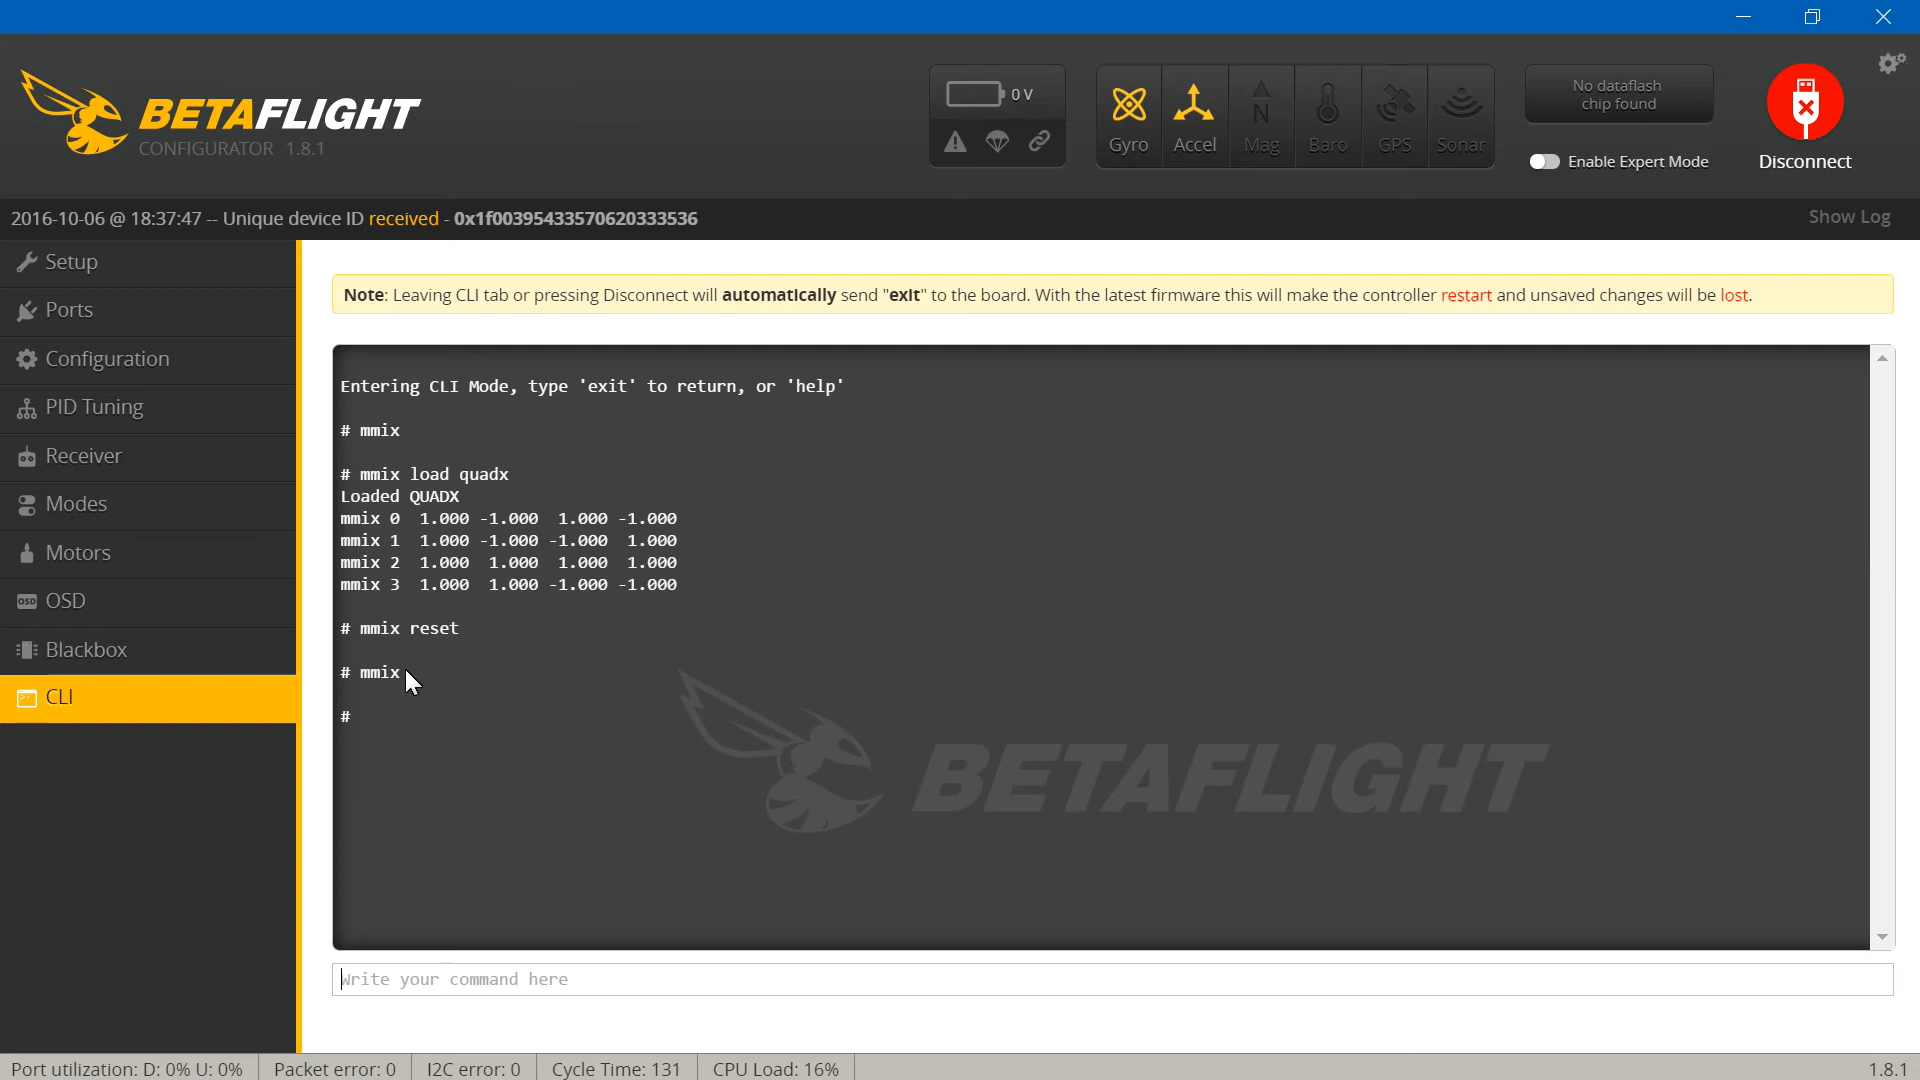 BETAFLIGHT
CONFIGURATOR 1.8.1
0 V
Gyro
Accel
Mag
Baro
GPS
Sonar
No dataflash
chip found
Enable Expert Mode
Disconnect
2016-10-06 @ 18:37:47 -- Unique device ID received - 0x1f00395433570620333536
Show Log
Setup
Ports
Configuration
PID Tuning
Receiver
Modes
Motors
OSD
OSD
Blackbox
CLI
Note: Leaving CLI tab or pressing Disconnect will automatically send "exit" to the board. With the latest firmware this will make the controller restart and unsaved changes will be lost.
Entering CLI Mode, type 'exit' to return, or 'help'
# mmix
# mmix load quadx
Loaded QUADX
mmix 0  1.000 -1.000  1.000 -1.000
mmix 1  1.000 -1.000 -1.000  1.000
mmix 2  1.000  1.000  1.000  1.000
mmix 3  1.000  1.000 -1.000 -1.000
# mmix reset
# mmix
#
BETAFLIGHT
Write your command here
Port utilization: D: 0% U: 0%
Packet error: 0
I2C error: 0
Cycle Time: 131
CPU Load: 16%
1.8.1